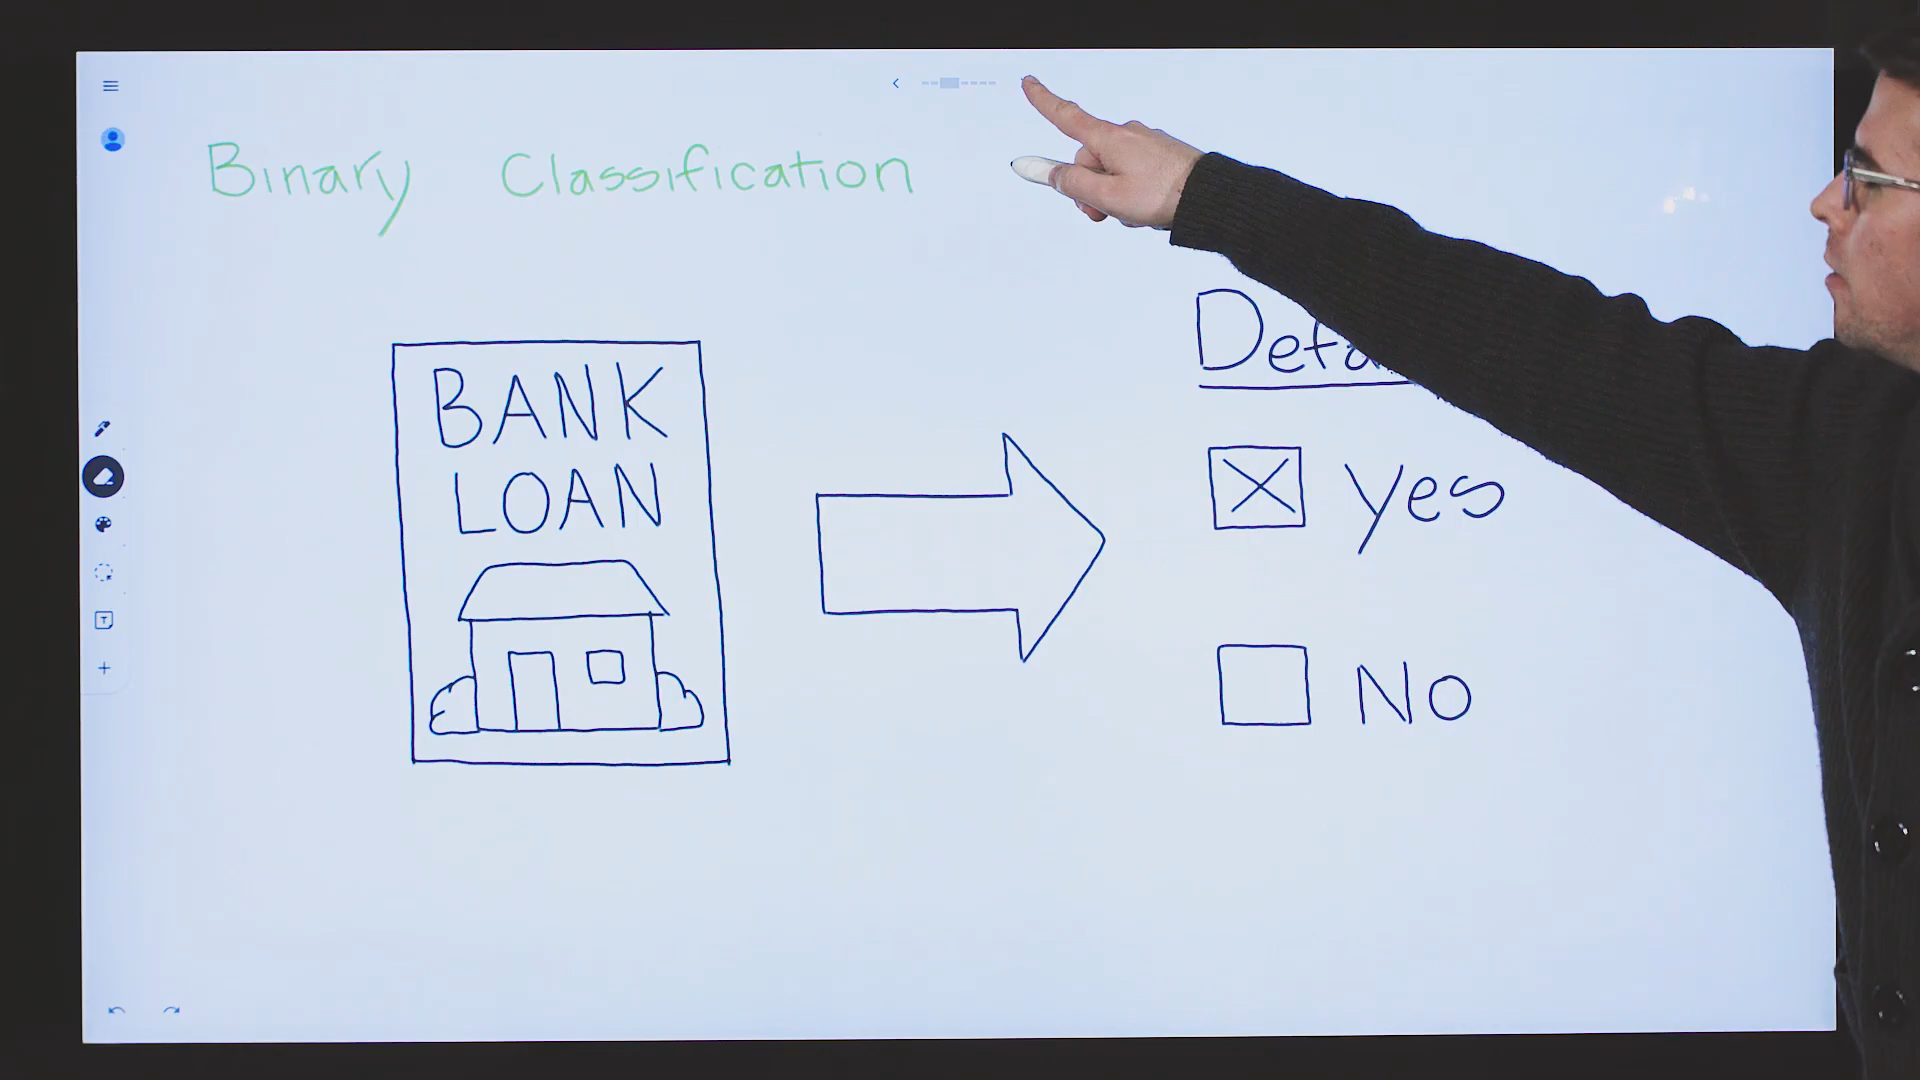 Binary Classification
BANK
LOAN
Yes
No
T